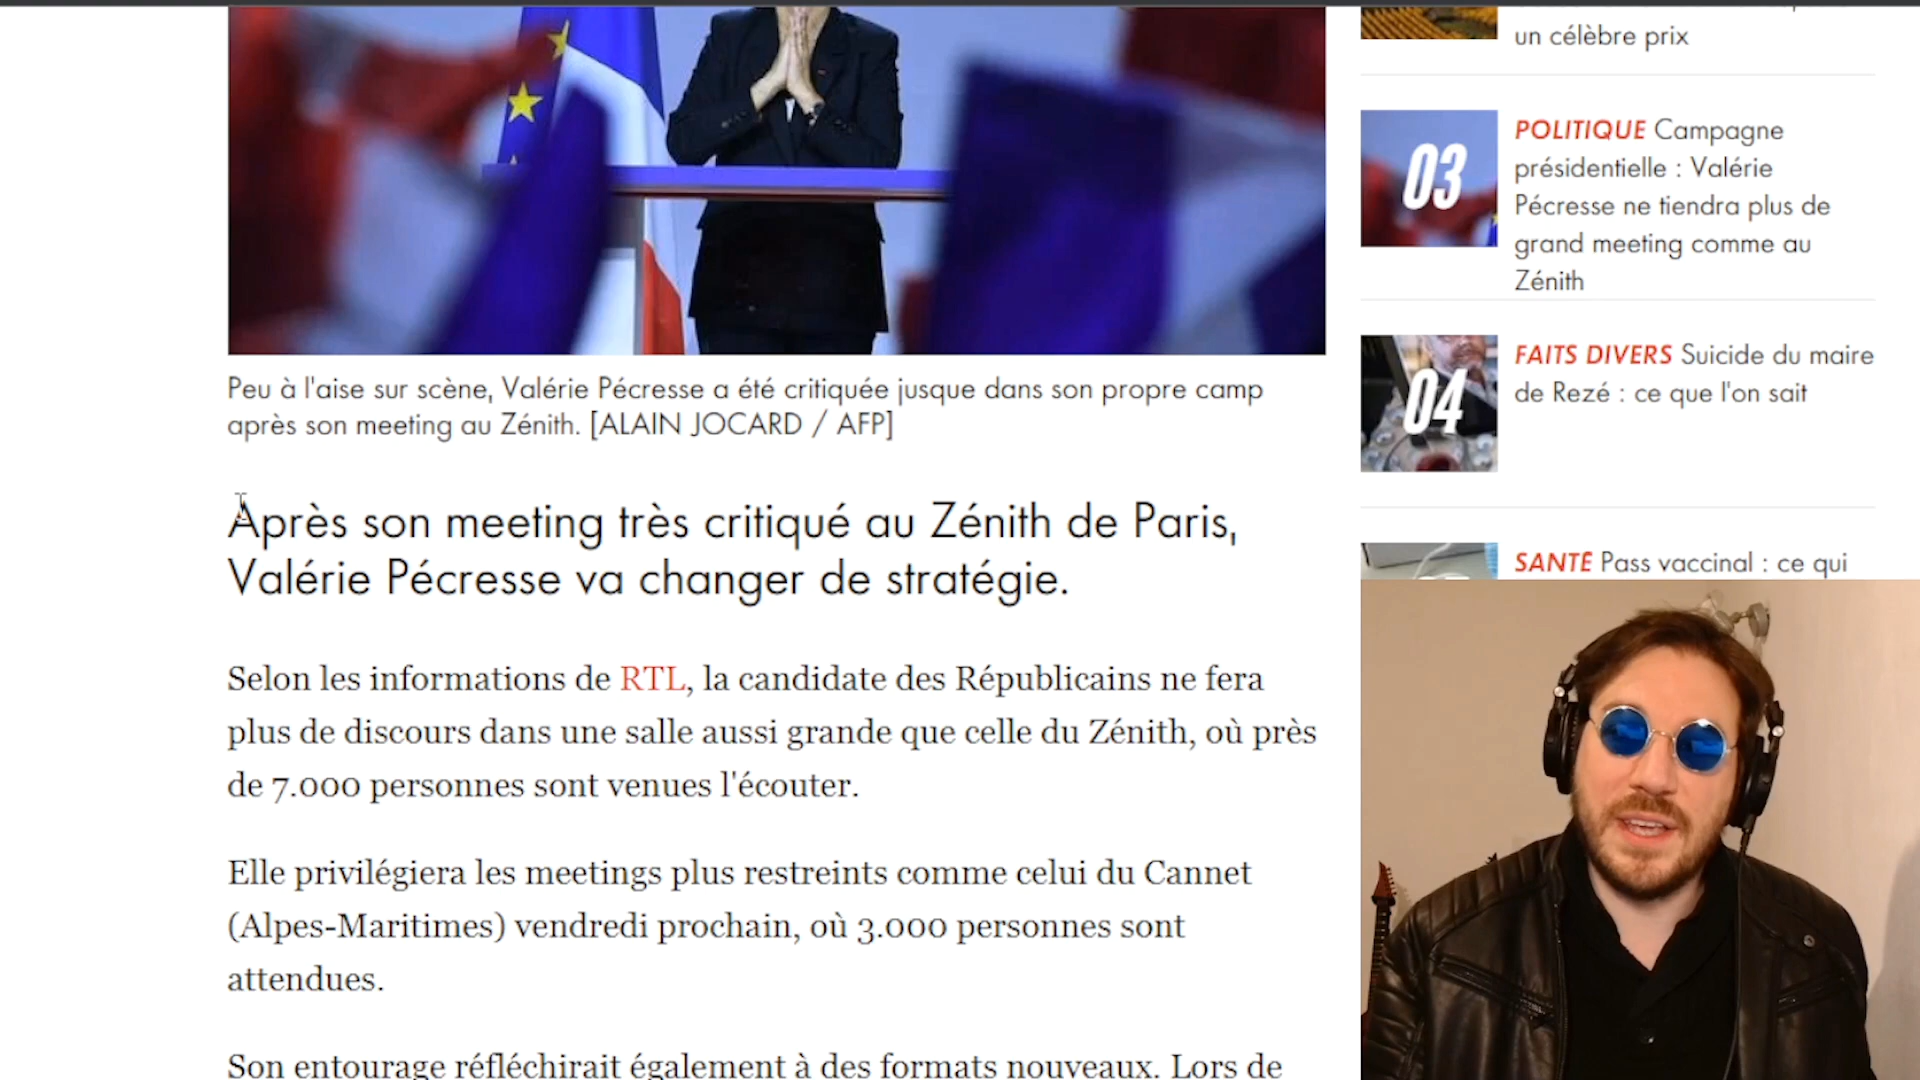 Peu à l'aise sur scène, Valérie Pécresse a été critiquée jusque dans son propre camp
après son meeting au Zénith. [ALAIN JOCARD / AFP]
Après son meeting très critiqué au Zénith de Paris,
Valérie Pécresse va changer de stratégie.
Selon les informations de RTL, la candidate des Républicains ne fera
plus de discours dans une salle aussi grande que celle du Zénith, où près
de 7.000 personnes sont venues l'écouter.
Elle privilégiera les meetings plus restreints comme celui du Cannet
(Alpes-Maritimes) vendredi prochain, où 3.000 personnes sont
attendues.
Son entourage réfléchirait également à des formats nouveaux. Lors de
un célèbre prix
03
POLITIQUE Campagne
présidentielle : Valérie
Pécresse ne tiendra plus de
grand meeting comme au
Zénith
04
FAITS DIVERS Suicide du maire
de Rezé : ce que l'on sait
SANTÉ Pass vaccinal : ce qui